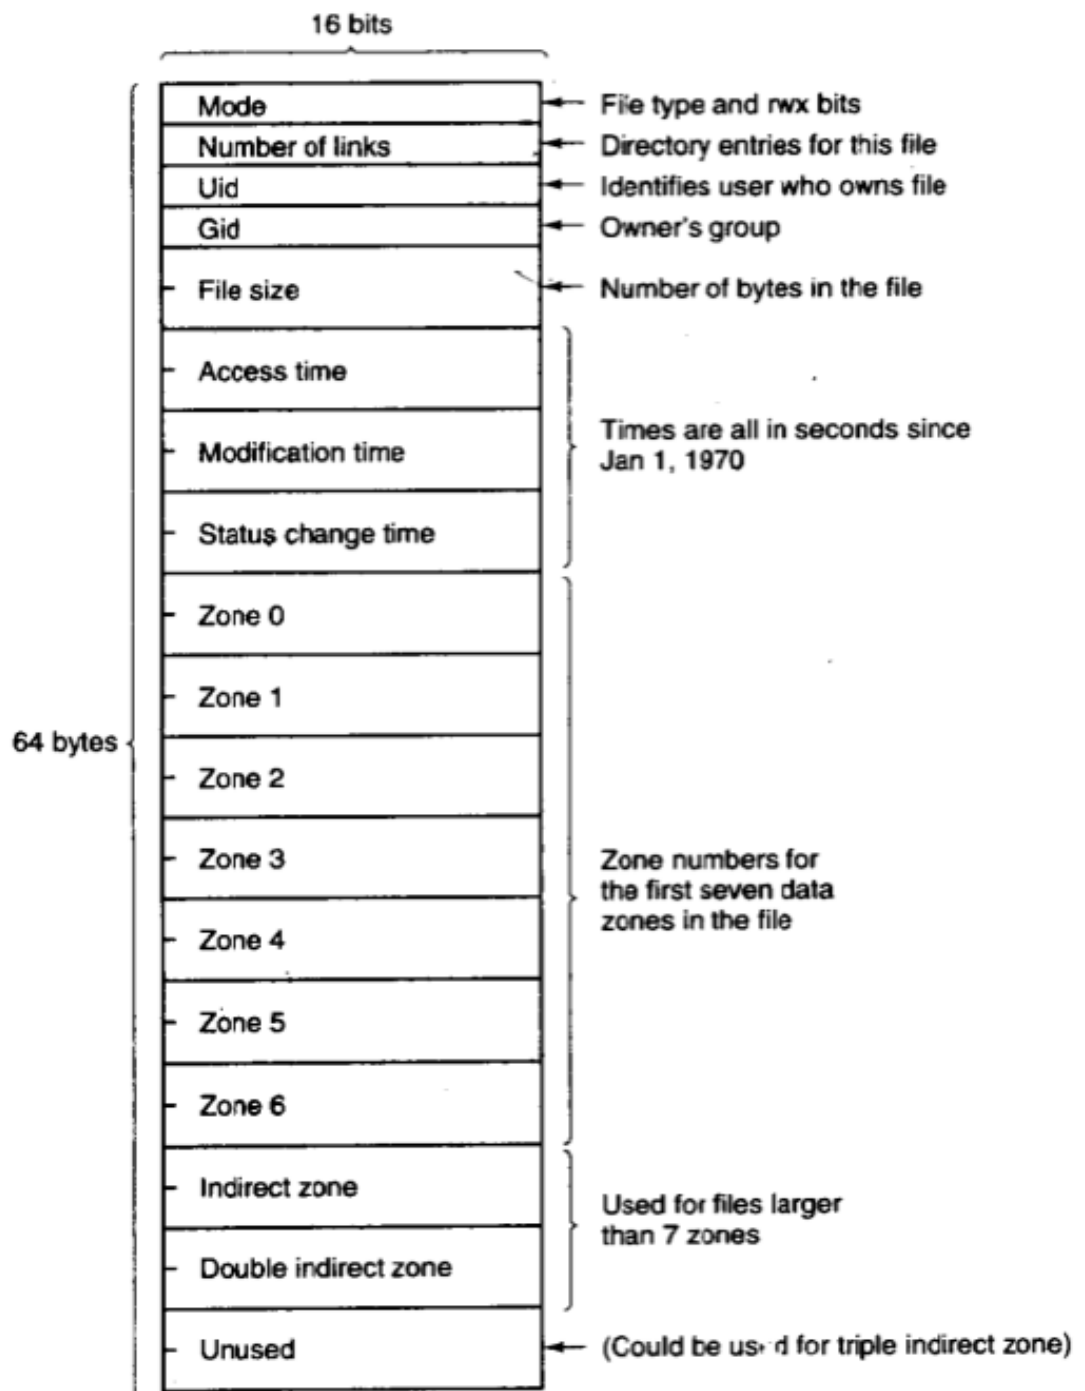 16 bits
Mode
File type and rwx bits
Number of links
Directory entries for this file
Uid
Identifies user who owns file
Gid
Owner's group
File size
Number of bytes in the file
Access time
Modification time
Times are all in seconds since
Jan 1, 1970
Status change time
Zone 0
Zone 1
64 bytes
Zone 2
Zone 3
Zone numbers for
the first seven data
zones in the file
Zone 4
Zone 5
Zone 6
Indirect zone
Used for files larger
than 7 zones
Double indirect zone
Unused
(Could be used for triple indirect zone)